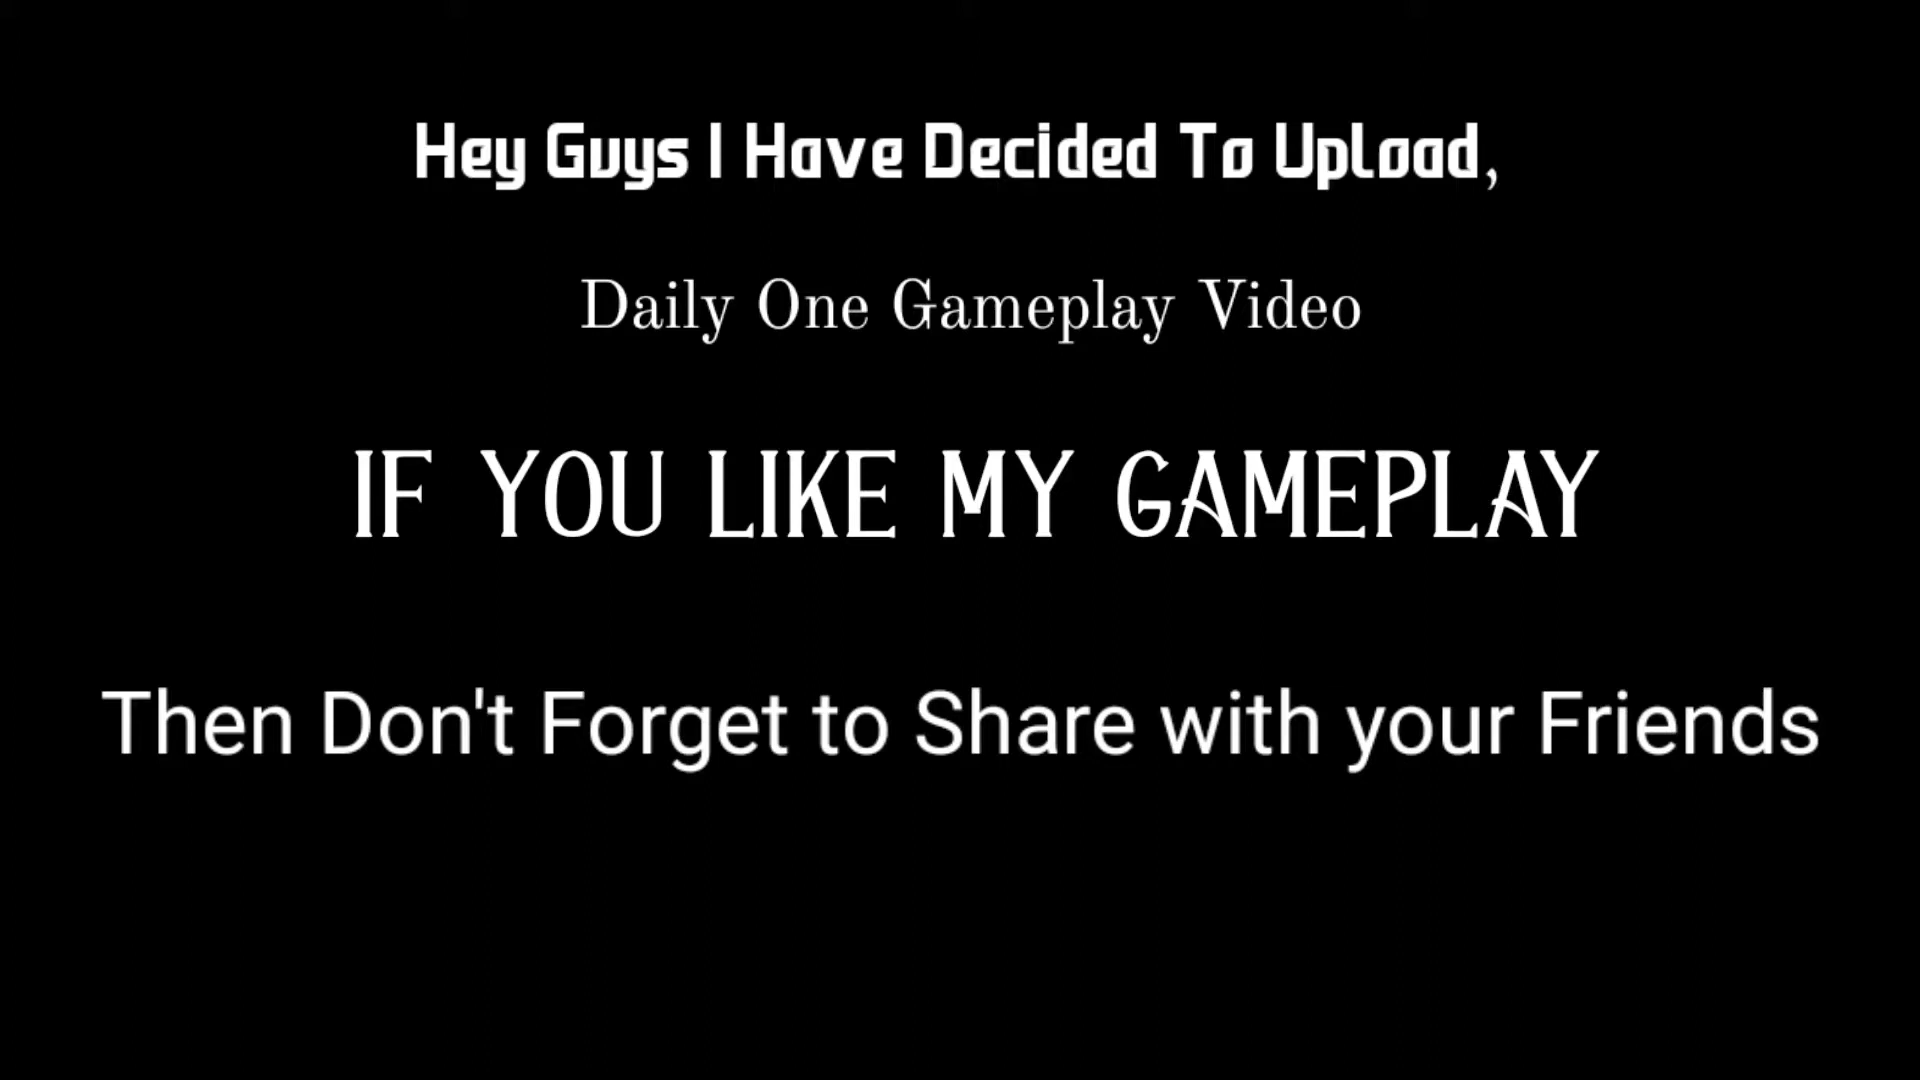 Hey Guys I Have Decided To Upload,
Daily One Gameplay Video
IF YOU LIKE MY GAMEPLAY
Then Don't Forget to Share with your Friends